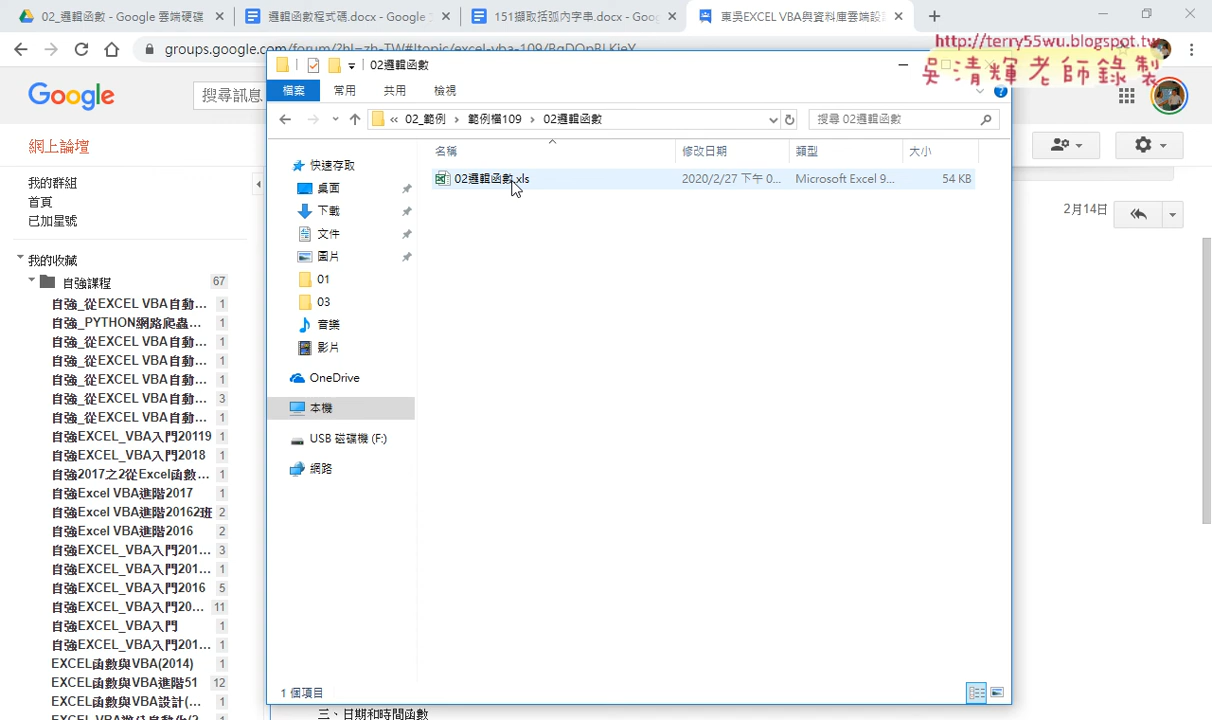 02_邏輯函數 - Google 雲端硬碟
邏輯函數程式碼.docx - Google
151擷取括弧內字串.docx - Goog
東吳EXCEL VBA與資料庫雲端設計
groups.google.com/forum/?hl=zh-TW#!topic/excel-vba-109/
http://terry55wu.blogspot.tw
吳清輝老師錄製
02邏輯函數
檔案 常用 共用 檢視
Google
搜尋訊息
« 02_範例 › 範例檔109 › 02邏輯函數
搜尋 02邏輯函數
網上論壇
名稱 修改日期 類型 大小
02邏輯函數.xls 2020/2/27 下午 0... Microsoft Excel 9... 54 KB
2月14日
我的群組
首頁
已加星號
我的收藏
自強課程 67
自強_從EXCEL VBA自動... 1
自強_PYTHON網路爬蟲... 1
自強_從EXCEL VBA自動... 1
自強_從EXCEL VBA自動... 1
自強_從EXCEL VBA自動... 1
自強_從EXCEL VBA自動... 3
自強_從EXCEL VBA自動... 1
自強EXCEL_VBA入門20119 1
自強EXCEL_VBA入門2018 1
自強2017之2從Excel函數... 1
自強Excel VBA進階2017 1
自強Excel VBA進階20162班 2
自強Excel VBA進階2016 2
自強EXCEL_VBA入門201... 3
自強EXCEL_VBA入門201... 1
自強EXCEL_VBA入門2016 5
自強EXCEL_VBA入門20... 11
自強EXCEL_VBA入門 1
自強EXCEL_VBA入門201... 1
EXCEL函數與VBA(2014) 1
EXCEL函數與VBA進階51 12
EXCEL函數與VBA設計(... 1
快速存取
桌面
下載
文件
圖片
01
03
音樂
影片
OneDrive
本機
USB 磁碟機 (F:)
網路
1 個項目
三、日期和時間函數